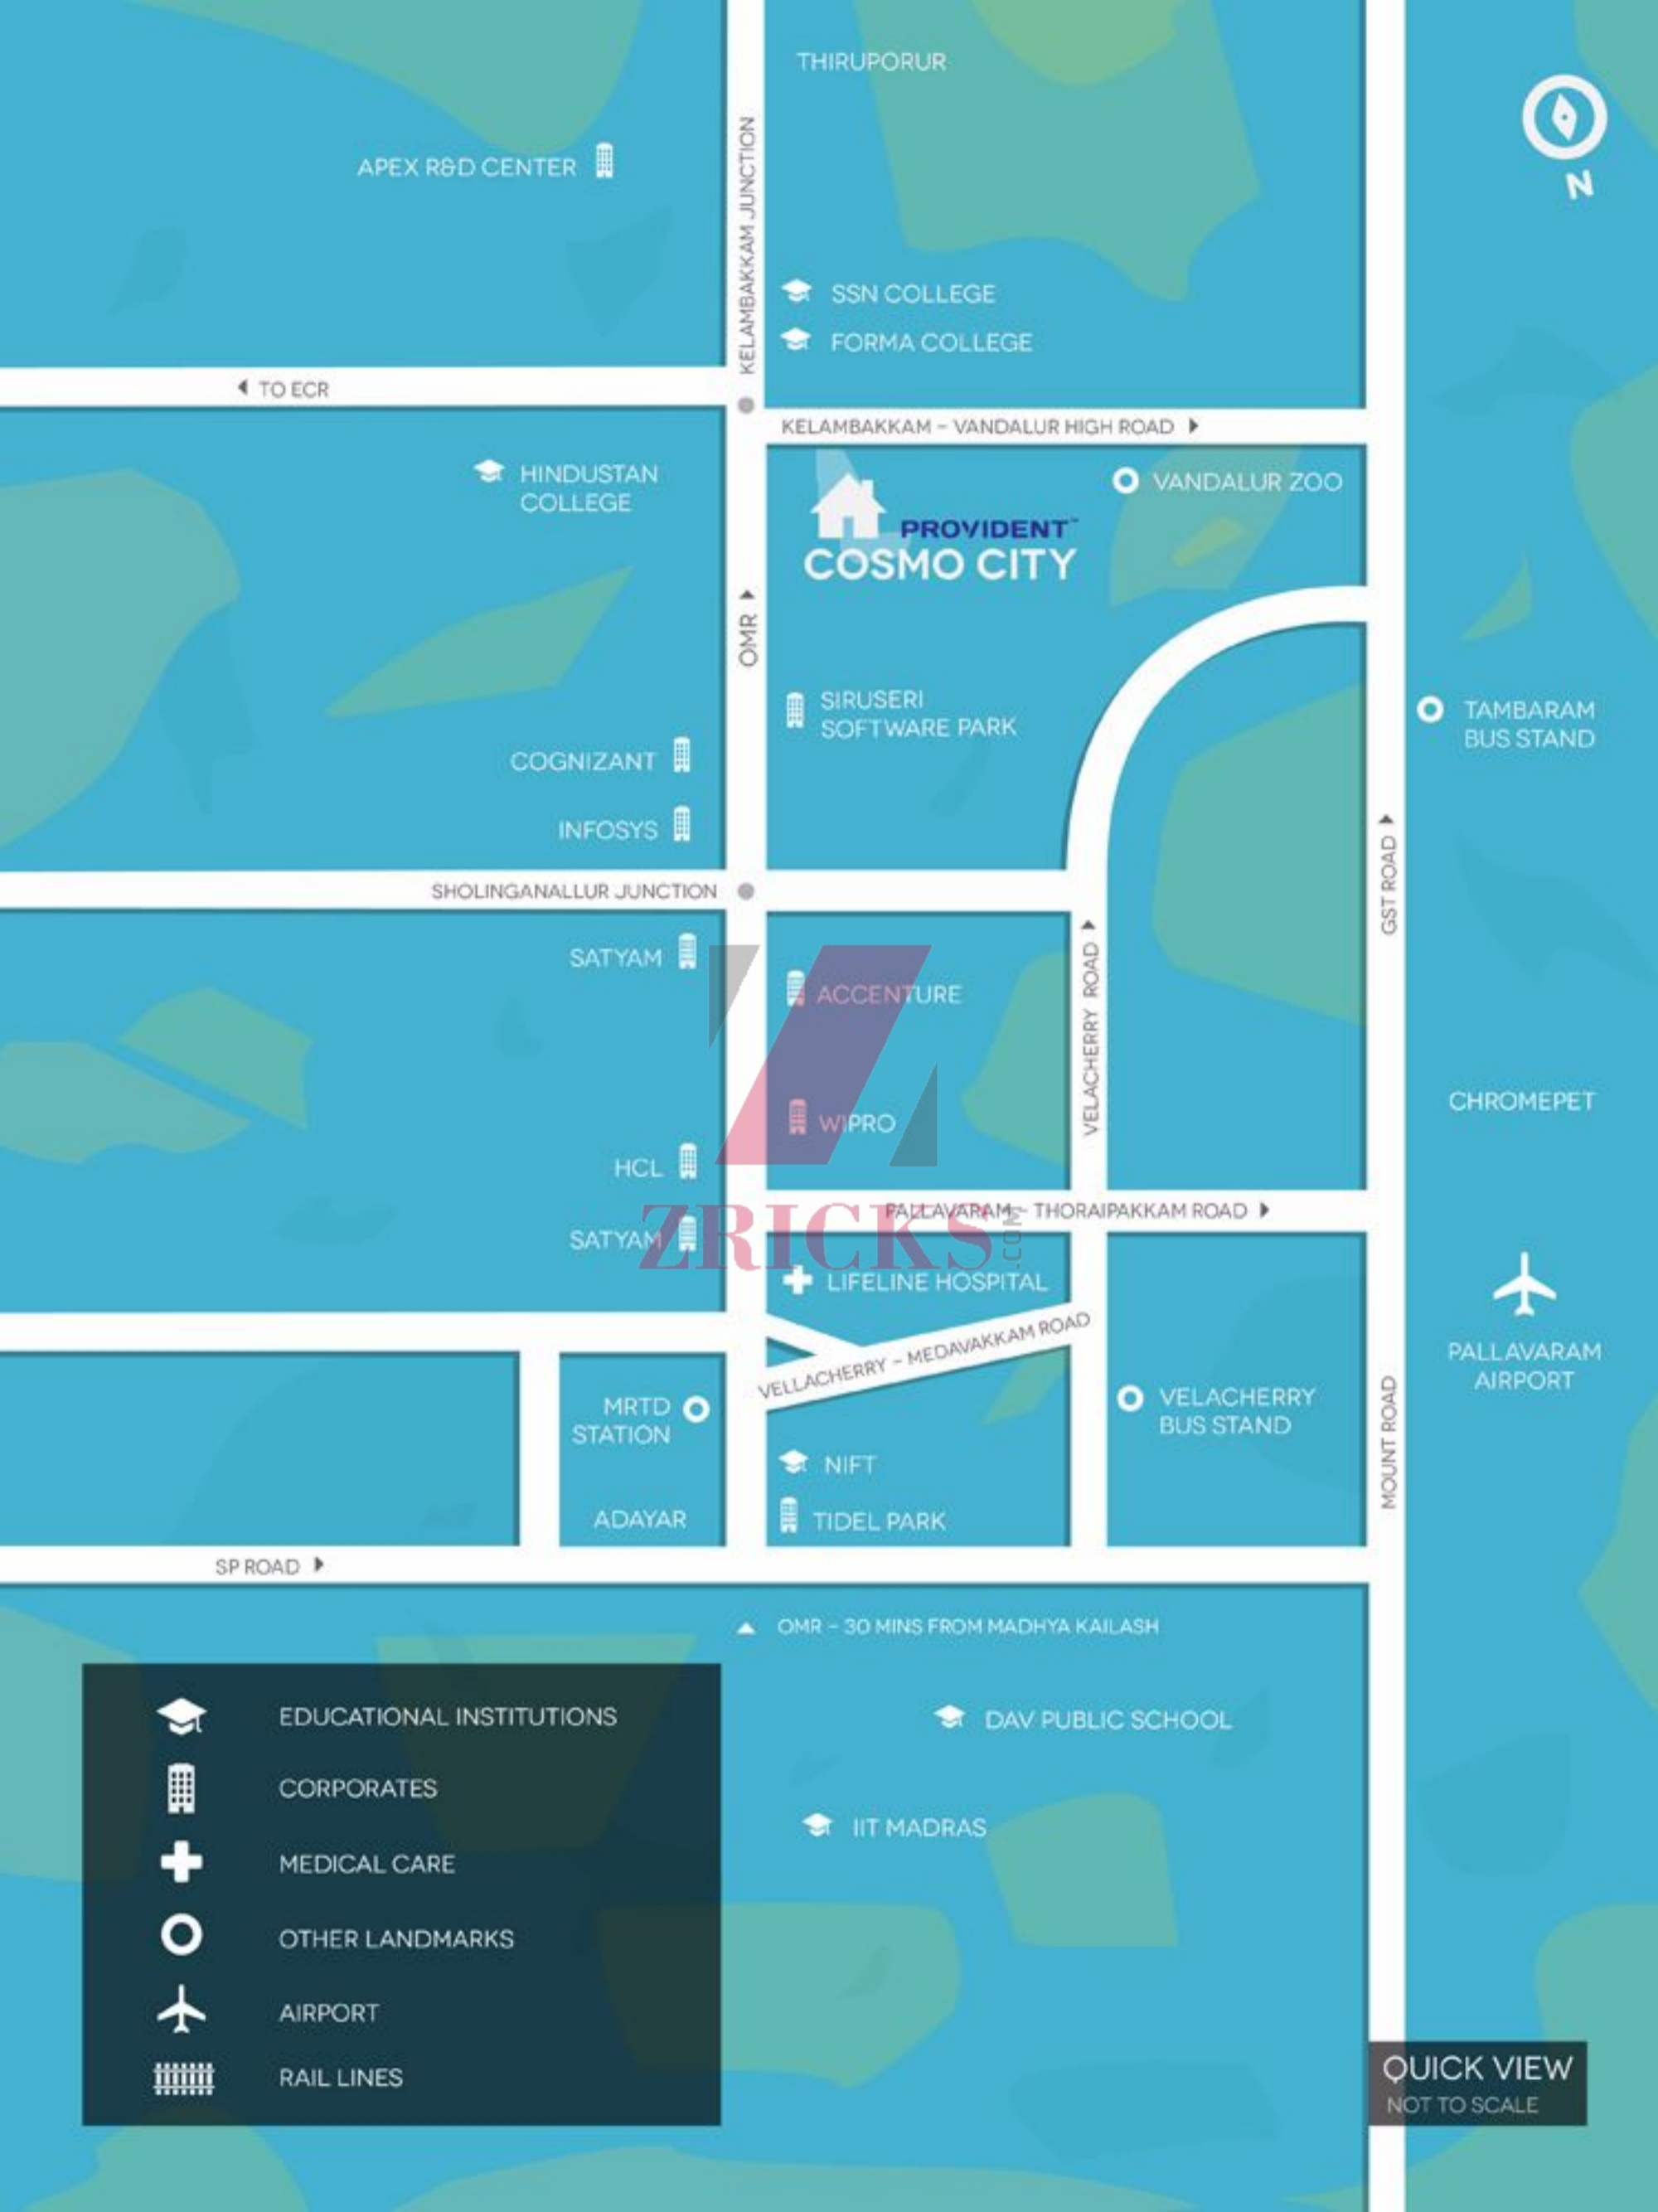 THIRUPORUR
APEX R&D CENTER
N
KELAMBAKKAM JUNCTION
SSN COLLEGE
FORMA COLLEGE
TO ECR
KELAMBAKKAM - VANDALUR HIGH ROAD
HINDUSTAN
COLLEGE
VANDALUR ZOO
PROVIDENT™
COSMO CITY
OMR
SIRUSERI
SOFTWARE PARK
TAMBARAM
BUS STAND
COGNIZANT
INFOSYS
GST ROAD
SHOLINGANALLUR JUNCTION
SATYAM
ACCENTURE
VELACHERRY ROAD
CHROMEPET
WIPRO
HCL
PALLAVARAM - THORAIPAKKAM ROAD
SATYAM
ZRICKS.COM
LIFELINE HOSPITAL
VELLACHERRY - MEDAVAKKAM ROAD
PALLAVARAM
AIRPORT
MRTD
STATION
VELACHERRY
BUS STAND
MOUNT ROAD
NIFT
ADAYAR
TIDEL PARK
SP ROAD
OMR - 30 MINS FROM MADHYA KAILASH
EDUCATIONAL INSTITUTIONS
DAV PUBLIC SCHOOL
CORPORATES
IIT MADRAS
MEDICAL CARE
OTHER LANDMARKS
AIRPORT
RAIL LINES
QUICK VIEW
NOT TO SCALE